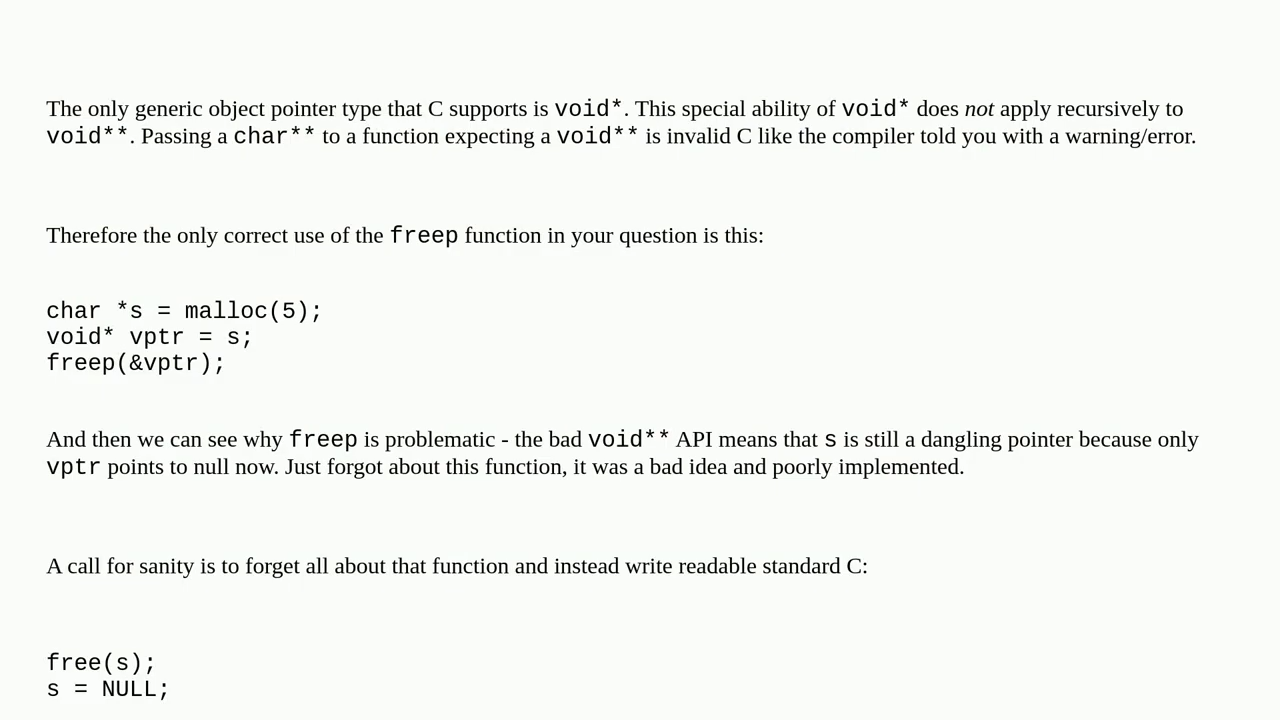 The only generic object pointer type that C supports is void*. This special ability of void* does not apply recursively to
void**. Passing a char** to a function expecting a void** is invalid C like the compiler told you with a warning/error.
Therefore the only correct use of the freep function in your question is this:
char *s = malloc(5);
void* vptr = s;
freep(&vptr);
And then we can see why freep is problematic - the bad void** API means that s is still a dangling pointer because only
vptr points to null now. Just forgot about this function, it was a bad idea and poorly implemented.
A call for sanity is to forget all about that function and instead write readable standard C:
free(s);
s = NULL;